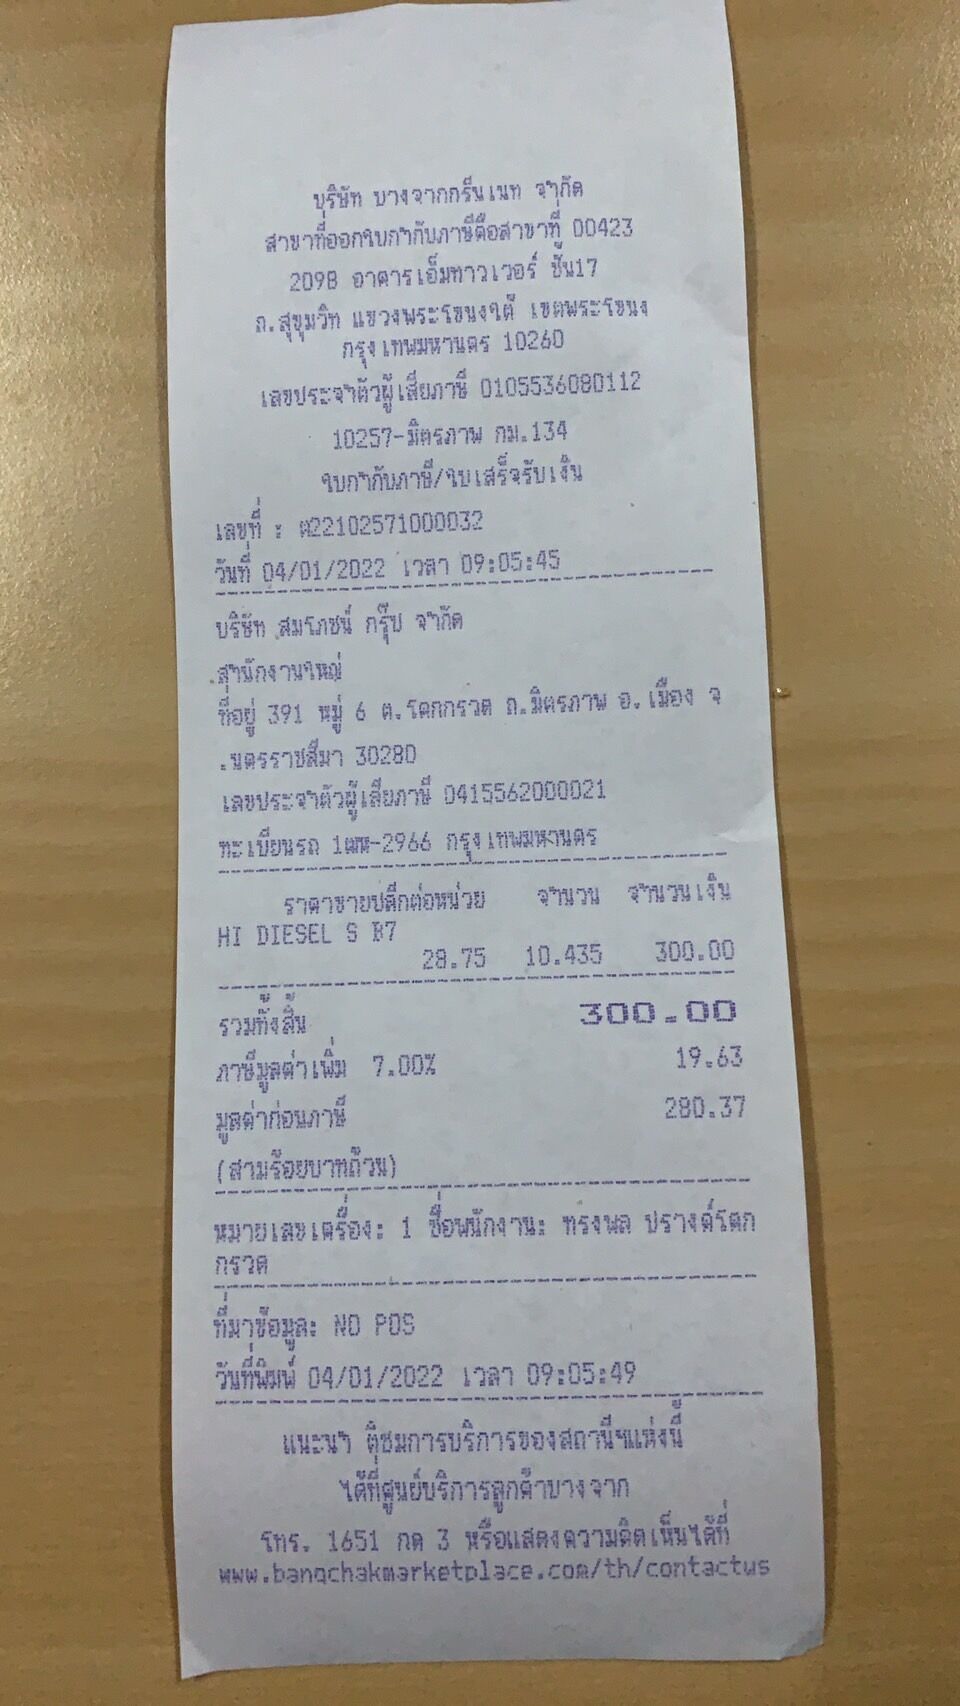 บริษัท บางจากกรีนเนท จำกัด
สาขาที่ออกใบกำกับภาษีคือสาขาที่ 00423
2098 อาคารเอ็มทาวเวอร์ ชั้น17
ถ.สุขุมวิท แขวงพระโขนงใต้ เขตพระโขนง
กรุงเทพมหานคร 10260
เลขประจำตัวผู้เสียภาษี 0105536080112
10257-มิตรภาพ กม.134
ใบกำกับภาษี/ใบเสร็จรับเงิน
เลขที่ : ต22102571000032
วันที่ 04/01/2022 เวลา 09:05:45
บริษัท สมโภชน์ กรุ๊ป จำกัด
สำนักงานใหญ่
ที่อยู่ 391 หมู่ 6 ต.โคกกรวด ถ.มิตรภาพ อ.เมือง จ
.นครราชสีมา 30280
เลขประจำตัวผู้เสียภาษี 0415562000021
ทะเบียนรถ กรุงเทพมหานคร
ราคาขายปลีกต่อหน่วย จำนวน จำนวนเงิน
HI DIESEL S B7
28.75 10.435 300.00
รวมทั้งสิ้น 300.00
ภาษีมูลค่าเพิ่ม 7.00% 19.63
มูลค่าก่อนภาษี 280.37
(สามร้อยบาทถ้วน)
หมายเลขเครื่อง: 1 ชื่อพนักงาน: ทรงพล ปรางค์โคก
กรวด
ที่มาข้อมูล: NO POS
วันที่พิมพ์ 04/01/2022 เวลา 09:05:49
แนะนำ ติชมการบริการของสถานีฯแห่งนี้
ได้ที่ศูนย์บริการลูกค้าบางจาก
โทร. 1651 กด 3 หรือแสดงความคิดเห็นได้ที่
www.bangchakmarketplace.com/th/contactus